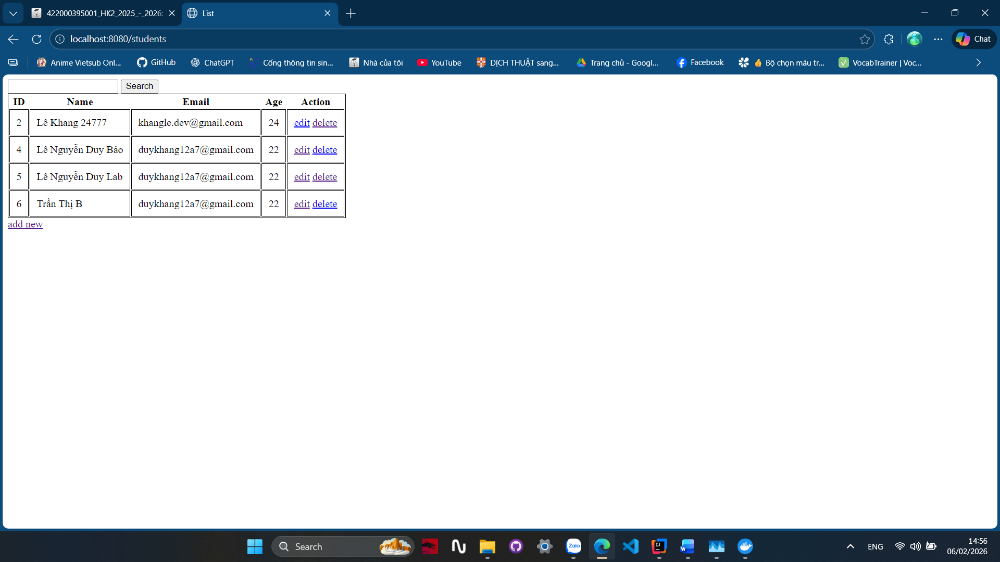 422000395001_HK2_2025_-_2026:
List
localhost:8080/students
Chat
Anime Vietsub Onl...
GitHub
ChatGPT
Cổng thông tin sin...
Nhà của tôi
YouTube
DỊCH THUẬT sang...
Trang chủ - Googl...
Facebook
👍 Bộ chọn màu tr...
VocabTrainer | Voc...
Search
ID Name Email Age Action
2 Lê Khang 24777 khangle.dev@gmail.com 24 edit delete
4 Lê Nguyễn Duy Bảo duykhang12a7@gmail.com 22 edit delete
5 Lê Nguyễn Duy Lab duykhang12a7@gmail.com 22 edit delete
6 Trần Thị B duykhang12a7@gmail.com 22 edit delete
add new
Search
Zalo
ENG
14:56
06/02/2026